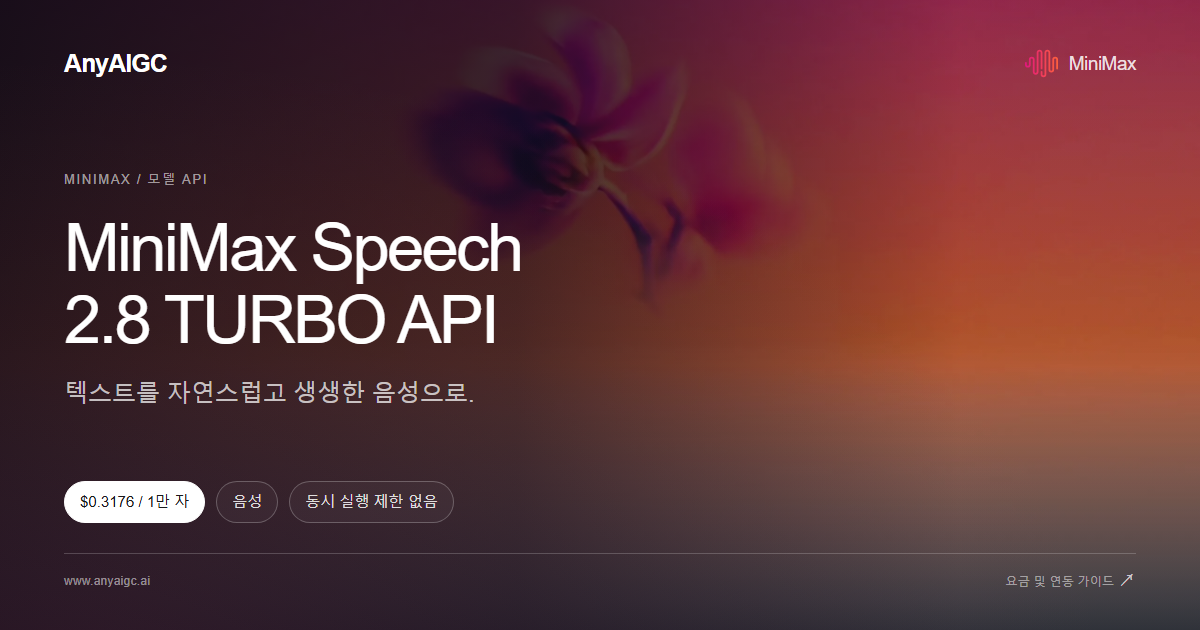 AnyAIGC
MiniMax
MINIMAX / 모델 API
MiniMax Speech
2.8 TURBO API
텍스트를 자연스럽고 생생한 음성으로.
$0.3176 / 1만 자
음성
동시 실행 제한 없음
www.anyaigc.ai
요금 및 연동 가이드 ↗